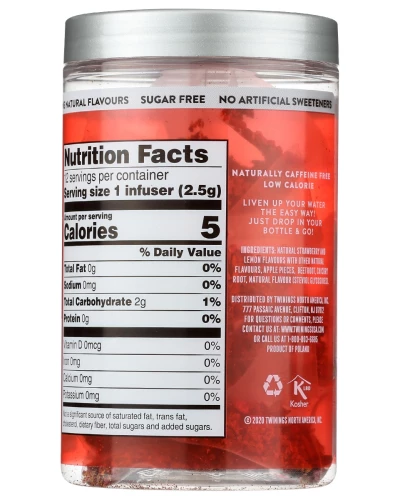 NATURAL FLAVOURS SUGAR FREE NO ARTIFICIAL SWEETENERS
Nutrition Facts
servings per container
Serving size 1 infuser (2.5g)
Amount per serving
Calories 5
% Daily Value
Total Fat 0g 0%
Sodium 0mg 0%
Total Carbohydrate 2g 1%
Protein 0g 0%
Vitamin D 0mcg 0%
Iron 0mg 0%
Calcium 0mg 0%
Potassium 0mg 0%
Not a significant source of saturated fat, trans fat,
cholesterol, dietary fiber, total sugars and added sugars.
NATURALLY CAFFEINE FREE
LOW CALORIE
LIVEN UP YOUR WATER
THE EASY WAY!
JUST DROP IN YOUR
BOTTLE & GO!
INGREDIENTS: NATURAL STRAWBERRY AND
LEMON FLAVOURS WITH OTHER NATURAL
FLAVOURS, APPLE PIECES, BEETROOT, CHICORY
ROOT, NATURAL FLAVOUR (STEVIOL GLYCOSIDES).
DISTRIBUTED BY TWININGS NORTH AMERICA, INC.
777 PASSAIC AVENUE, CLIFTON, NJ 07012
FOR QUESTIONS OR COMMENTS, PLEASE
CONTACT US AT: WWW.TWININGSUSA.COM
OR CALL US AT 1-800-803-6695
PRODUCT OF POLAND
K
Kosher
© 2020 TWININGS NORTH AMERICA, INC.